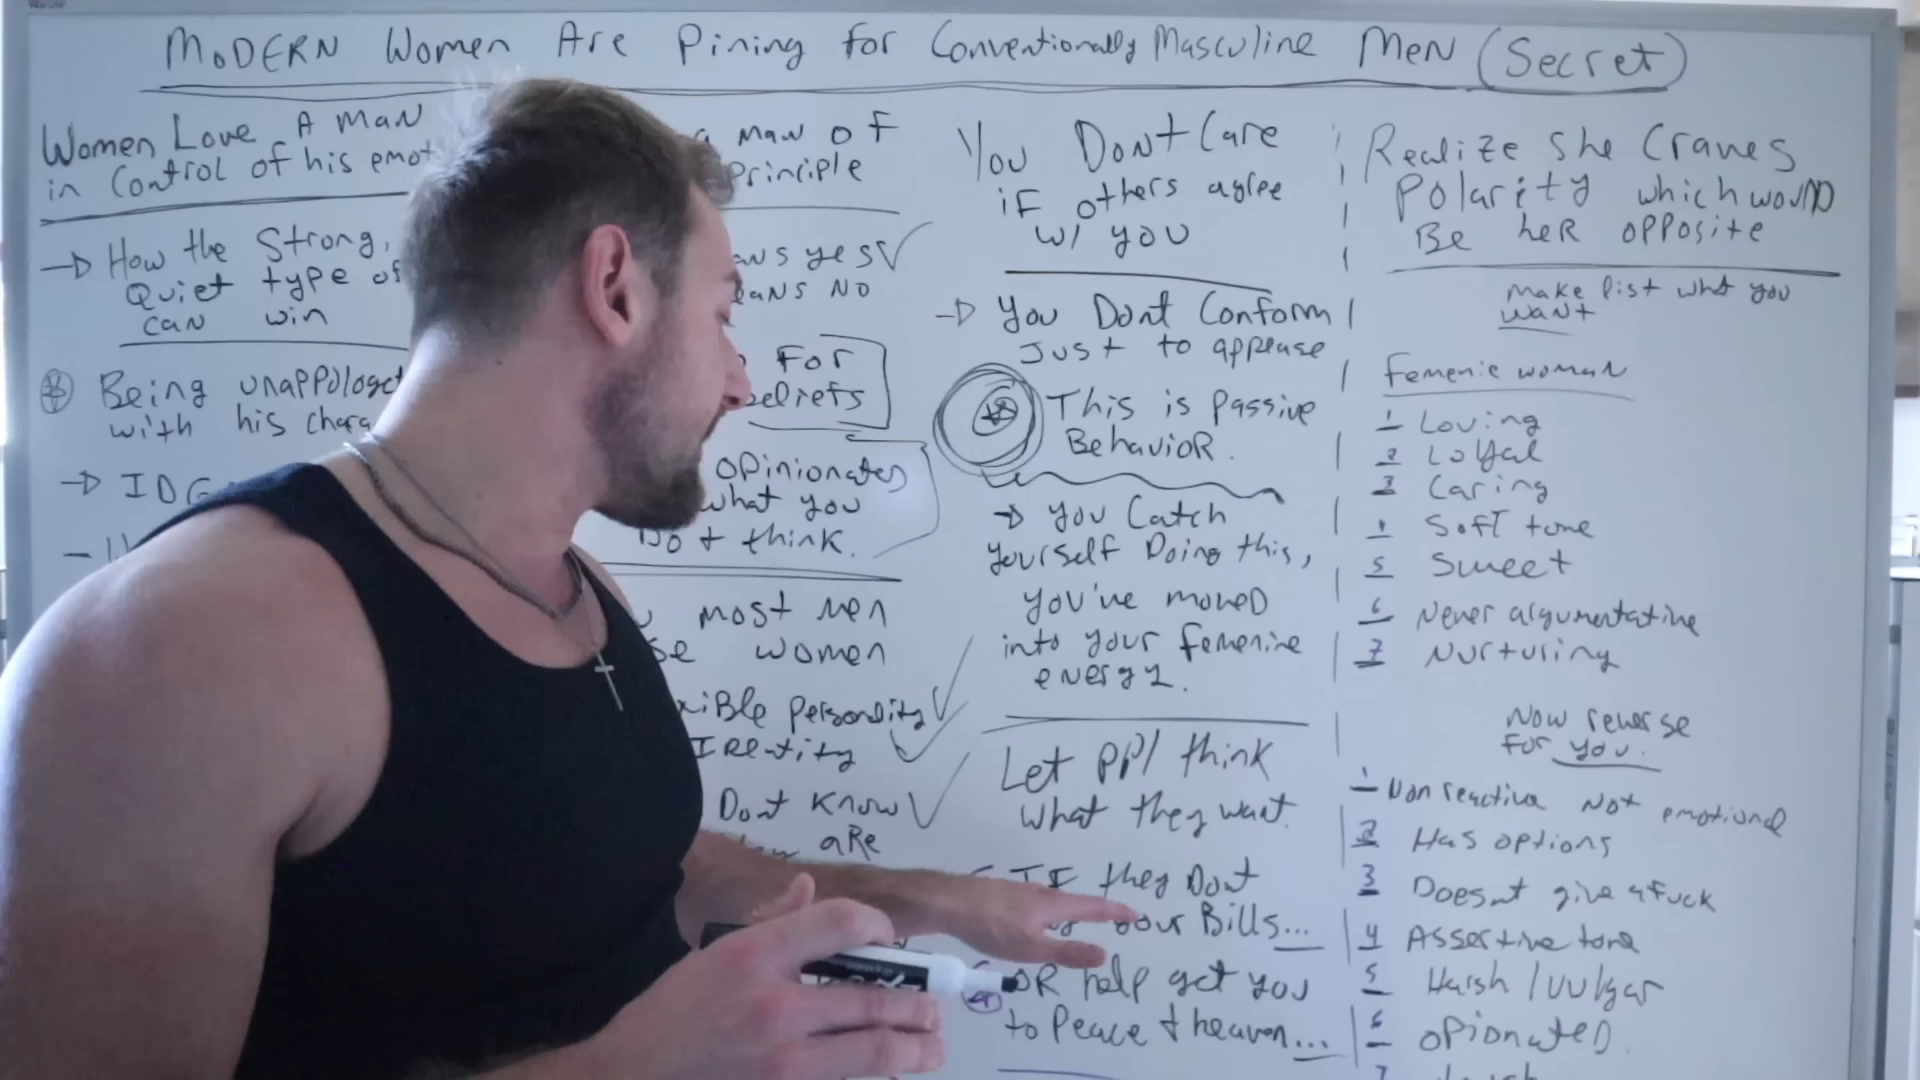 MODERN Women Are Pining for Conventionally Masculine MEN (Secret)
Women Love A Man
in Control of his emot
→ How the Strong,
Quiet type of
can win
Being unappologet
with his chara
→ IDG
a man of
Principle
ans yes ✓
eans NO
For
beliefs
opinionates
what you
Do + think.
most men
se women
xible personality ✓
Identity
Dont Know ✓
they are
You Dont Care
if others agree
w/ you
→ You Dont Conform
Just to appease
This is passive
Behavior.
→ you Catch
yourself Doing this,
you've moved
into your femenine
energy.
Let PPl think
what they want.
IF they Dont
your Bills...
OR help get you
to Peace + heaven...
Realize she Craves
Polarity which would
Be her opposite
make list what you
want
Femenie woman
1 Loving
2 Loyal
3 Caring
4 Soft tone
5 Sweet
6 Never argumentative
7 Nurturing
Now reverse
for you.
1 Non reactive Not emotional
2 Has options
3 Doesnt give a fuck
4 Assertive tone
5 Harsh / Vulgar
6 opionated.
7